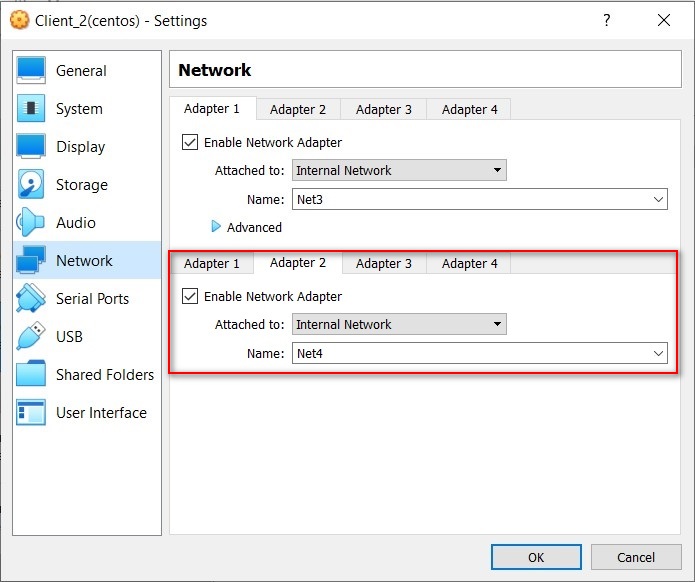 Client_2(centos) - Settings ?
General
System
Display
Storage
Audio
Network
Serial Ports
USB
Shared Folders
User Interface
Network
Adapter 1 Adapter 2 Adapter 3 Adapter 4
Enable Network Adapter
Attached to: Internal Network
Name: Net3
Advanced
Adapter 1 Adapter 2 Adapter 3 Adapter 4
Enable Network Adapter
Attached to: Internal Network
Name: Net4
OK Cancel